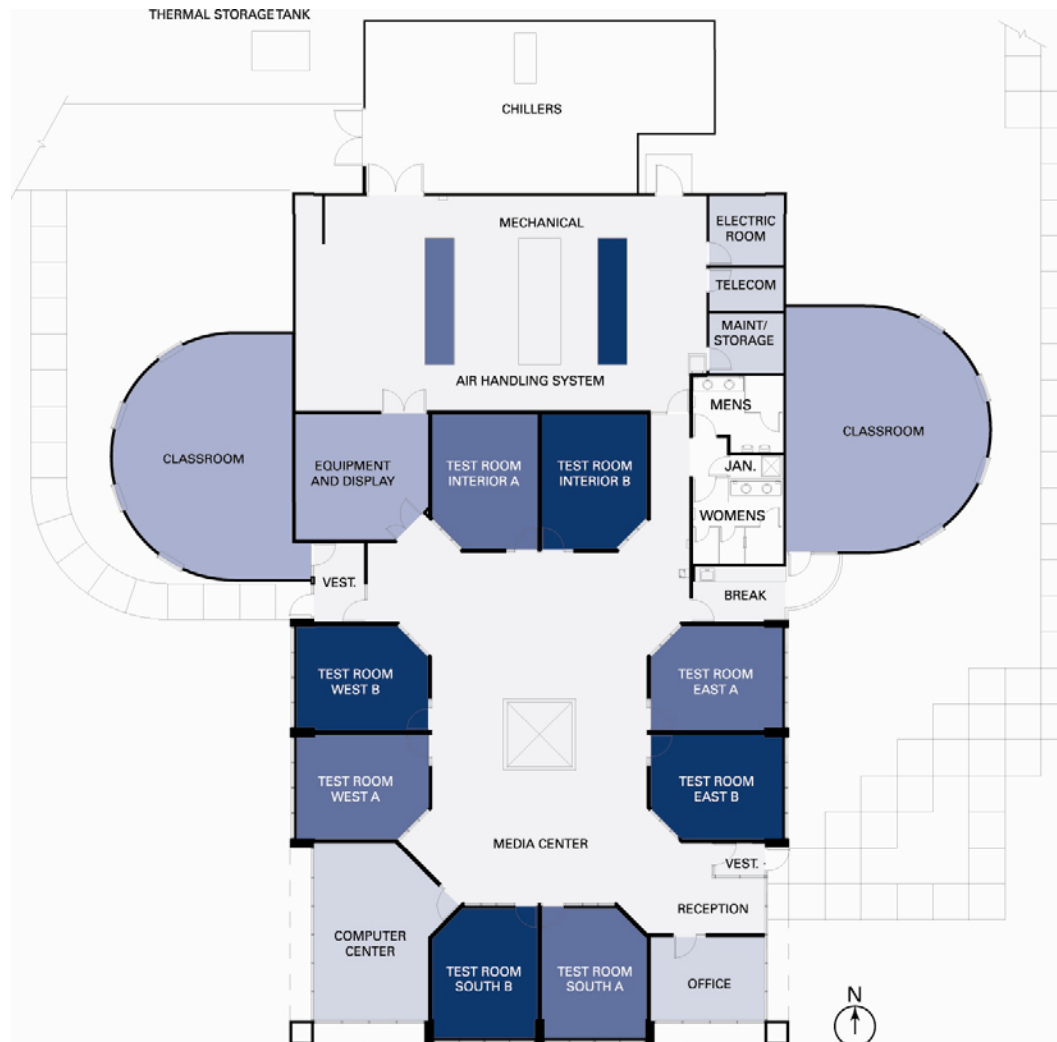 THERMAL STORAGE TANK
CHILLERS
MECHANICAL
ELECTRIC
ROOM
TELECOM
MAINT/
STORAGE
AIR HANDLING SYSTEM
MENS
CLASSROOM
CLASSROOM
EQUIPMENT
AND DISPLAY
TEST ROOM
INTERIOR A
TEST ROOM
INTERIOR B
JAN.
WOMENS
VEST.
BREAK
TEST ROOM
WEST B
TEST ROOM
EAST A
TEST ROOM
WEST A
TEST ROOM
EAST B
MEDIA CENTER
VEST.
RECEPTION
COMPUTER
CENTER
TEST ROOM
SOUTH B
TEST ROOM
SOUTH A
OFFICE
N